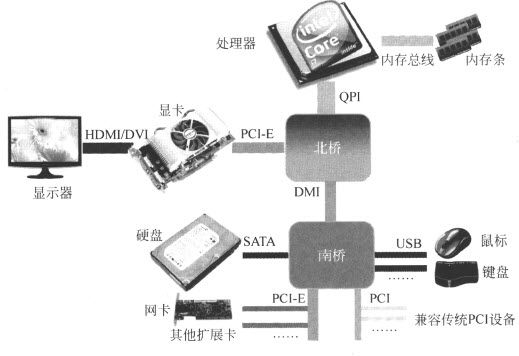 处理器
intel
Core
i7
inside
内存总线
内存条
QPI
显卡
HDMI/DVI
PCI-E
北桥
显示器
DMI
硬盘
SATA
南桥
USB
鼠标
键盘
……
网卡
PCI-E
PCI
其他扩展卡
……
……
兼容传统PCI设备